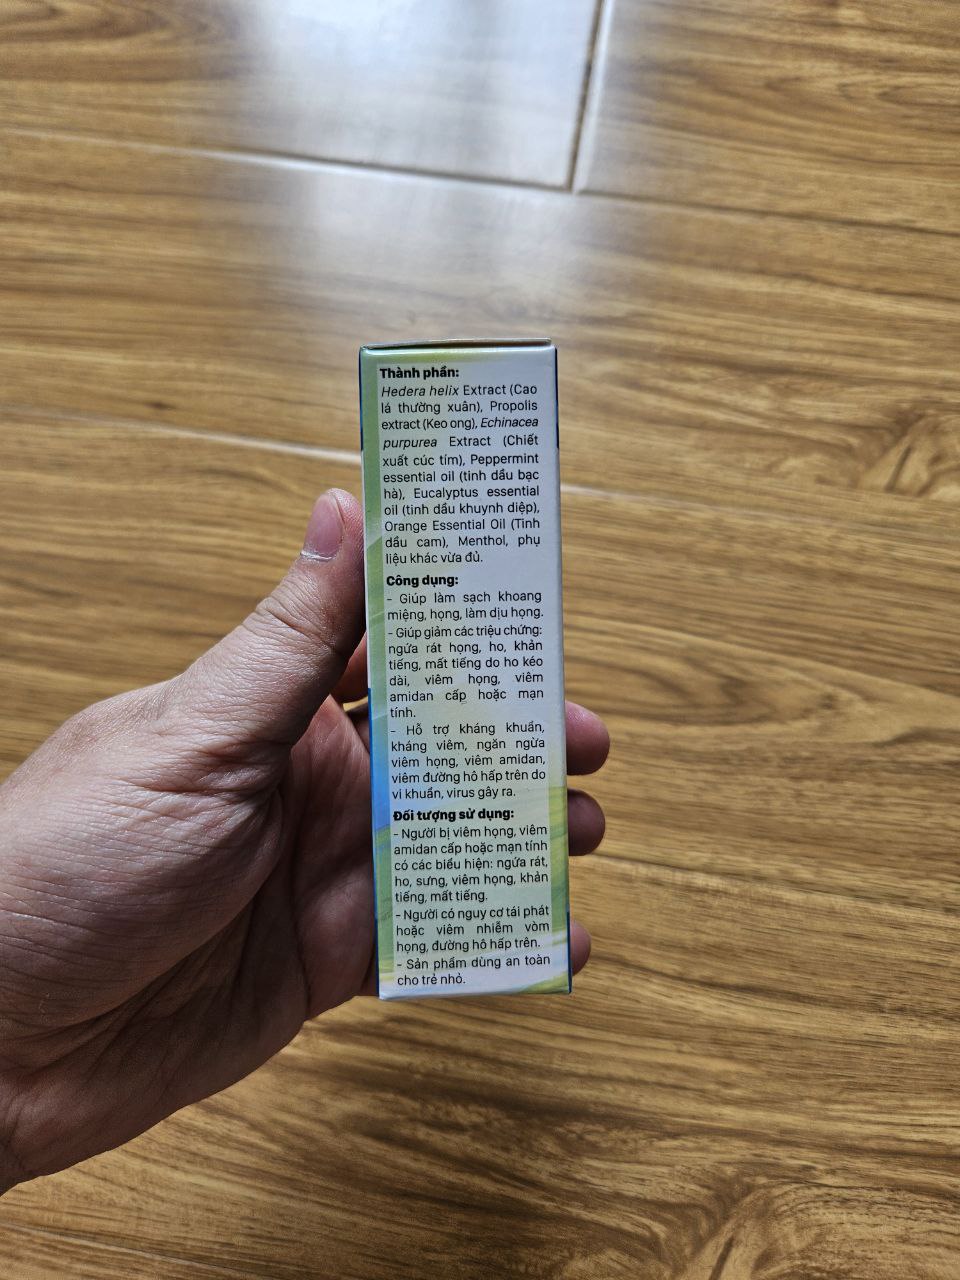 Thành phần:
Hedera helix Extract (Cao
lá thường xuân), Propolis
extract (Keo ong), Echinacea
purpurea Extract (Chiết
xuất cúc tím), Peppermint
essential oil (tinh dầu bạc
hà), Eucalyptus essential
oil (tinh dầu khuynh diệp),
Orange Essential Oil (Tinh
dầu cam), Menthol, phụ
liệu khác vừa đủ.
Công dụng:
- Giúp làm sạch khoang
miệng, họng, làm dịu họng.
- Giúp giảm các triệu chứng:
ngứa rát họng, ho, khản
tiếng, mất tiếng do ho kéo
dài, viêm họng, viêm
amidan cấp hoặc mạn
tính.
- Hỗ trợ kháng khuẩn,
kháng viêm, ngăn ngừa
viêm họng, viêm amidan,
viêm đường hô hấp trên do
vi khuẩn, virus gây ra.
Đối tượng sử dụng:
- Người bị viêm họng, viêm
amidan cấp hoặc mạn tính
có các biểu hiện: ngứa rát,
ho, sưng, viêm họng, khản
tiếng, mất tiếng.
- Người có nguy cơ tái phát
hoặc viêm nhiễm vòm
họng, đường hô hấp trên.
- Sản phẩm dùng an toàn
cho trẻ nhỏ.